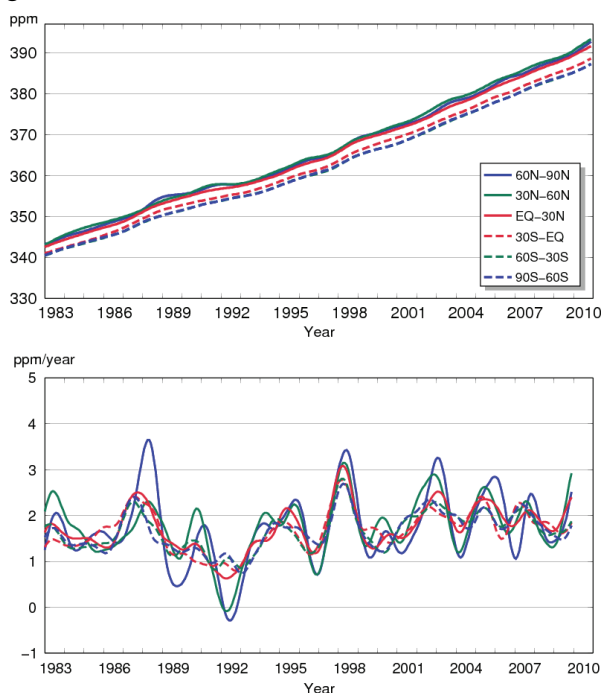 ppm
390
380
370
360
350
340
330
60N–90N
30N–60N
EQ–30N
30S–EQ
60S–30S
90S–60S
1983 1986 1989 1992 1995 1998 2001 2004 2007 2010
Year
ppm/year
5
4
3
2
1
0
−1
1983 1986 1989 1992 1995 1998 2001 2004 2007 2010
Year